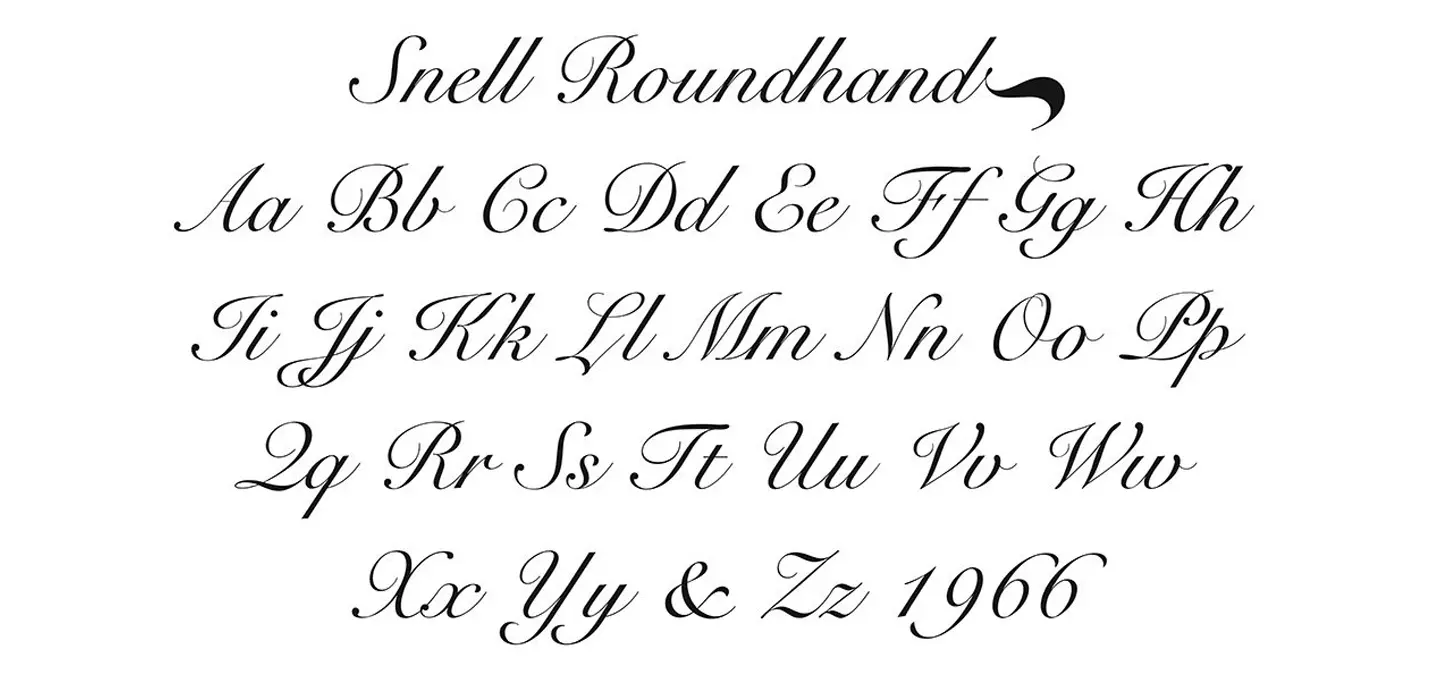 Snell Roundhand
Aa Bb Cc Dd Ee Ff Gg Hh
Ii Jj Kk Ll Mm Nn Oo Pp
Qq Rr Ss Tt Uu Vv Ww
Xx Yy & Zz 1966